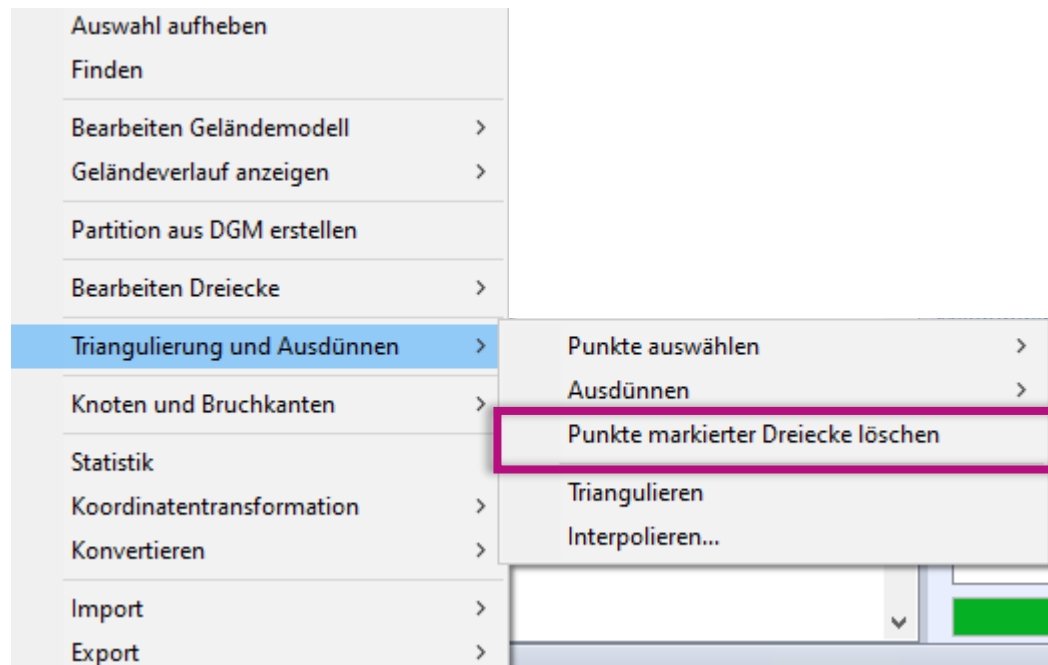 Auswahl aufheben
Finden
Bearbeiten Geländemodell
Geländeverlauf anzeigen
Partition aus DGM erstellen
Bearbeiten Dreiecke
Triangulierung und Ausdünnen
Knoten und Bruchkanten
Statistik
Koordinatentransformation
Konvertieren
Import
Export
Punkte auswählen
Ausdünnen
Punkte markierter Dreiecke löschen
Triangulieren
Interpolieren...